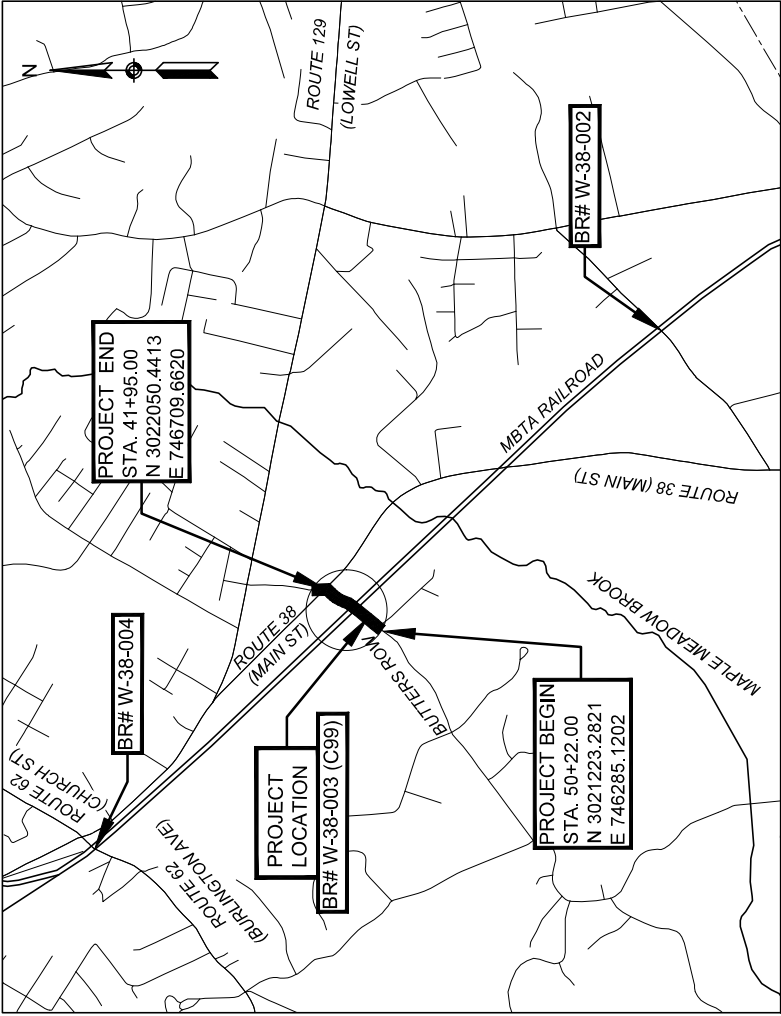 N
ROUTE 129
(LOWELL ST)
BR# W-38-002
PROJECT END
STA. 41+95.00
N 3022050.4413
E 746709.6620
MBTA RAILROAD
ROUTE 38 (MAIN ST)
BR# W-38-004
ROUTE 38
(MAIN ST)
MAPLE MEADOW BROOK
ROUTE 62
(CHURCH ST)
BUTTERS ROW
PROJECT
LOCATION
BR# W-38-003 (C99)
PROJECT BEGIN
STA. 50+22.00
N 3021223.2821
E 746285.1202
ROUTE 62
(BURLINGTON AVE)